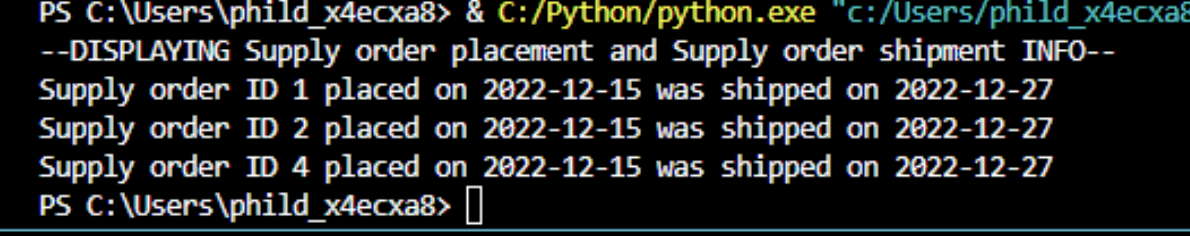 PS C:\Users\phild_x4ecxa8> & C:/Python/python.exe "c:/Users/phild_x4ecxa8
--DISPLAYING Supply order placement and Supply order shipment INFO--
Supply order ID 1 placed on 2022-12-15 was shipped on 2022-12-27
Supply order ID 2 placed on 2022-12-15 was shipped on 2022-12-27
Supply order ID 4 placed on 2022-12-15 was shipped on 2022-12-27
PS C:\Users\phild_x4ecxa8>